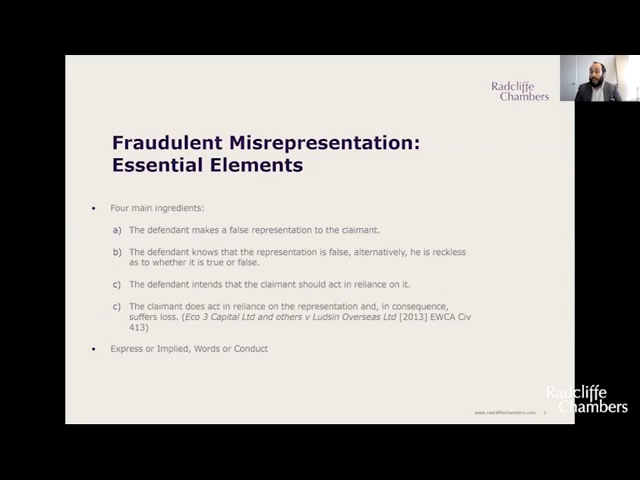 Radcliffe
Chambers
Fraudulent Misrepresentation:
Essential Elements
• Four main ingredients:
a) The defendant makes a false representation to the claimant.
b) The defendant knows that the representation is false, alternatively, he is reckless
as to whether it is true or false.
c) The defendant intends that the claimant should act in reliance on it.
c) The claimant does act in reliance on the representation and, in consequence,
suffers loss. (Eco 3 Capital Ltd and others v Ludsin Overseas Ltd [2013] EWCA Civ
413)
• Express or Implied, Words or Conduct
Radcliffe
Chambers
www.radcliffechambers.com